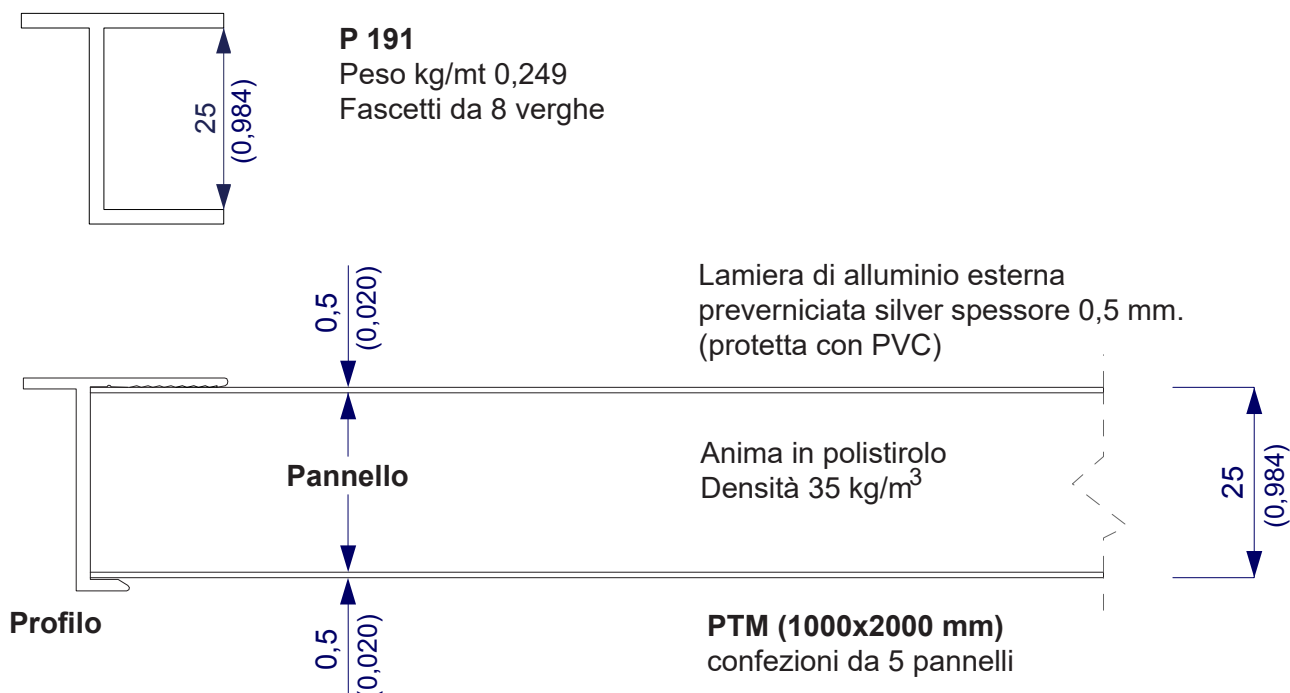 P 191
Peso kg/mt 0,249
Fascetti da 8 verghe
25
(0,984)
0,5
(0,020)
Lamiera di alluminio esterna
preverniciata silver spessore 0,5 mm.
(protetta con PVC)
Pannello
Anima in polistirolo
Densità 35 kg/m³
25
(0,984)
Profilo
0,5
(0,020)
PTM (1000x2000 mm)
confezioni da 5 pannelli